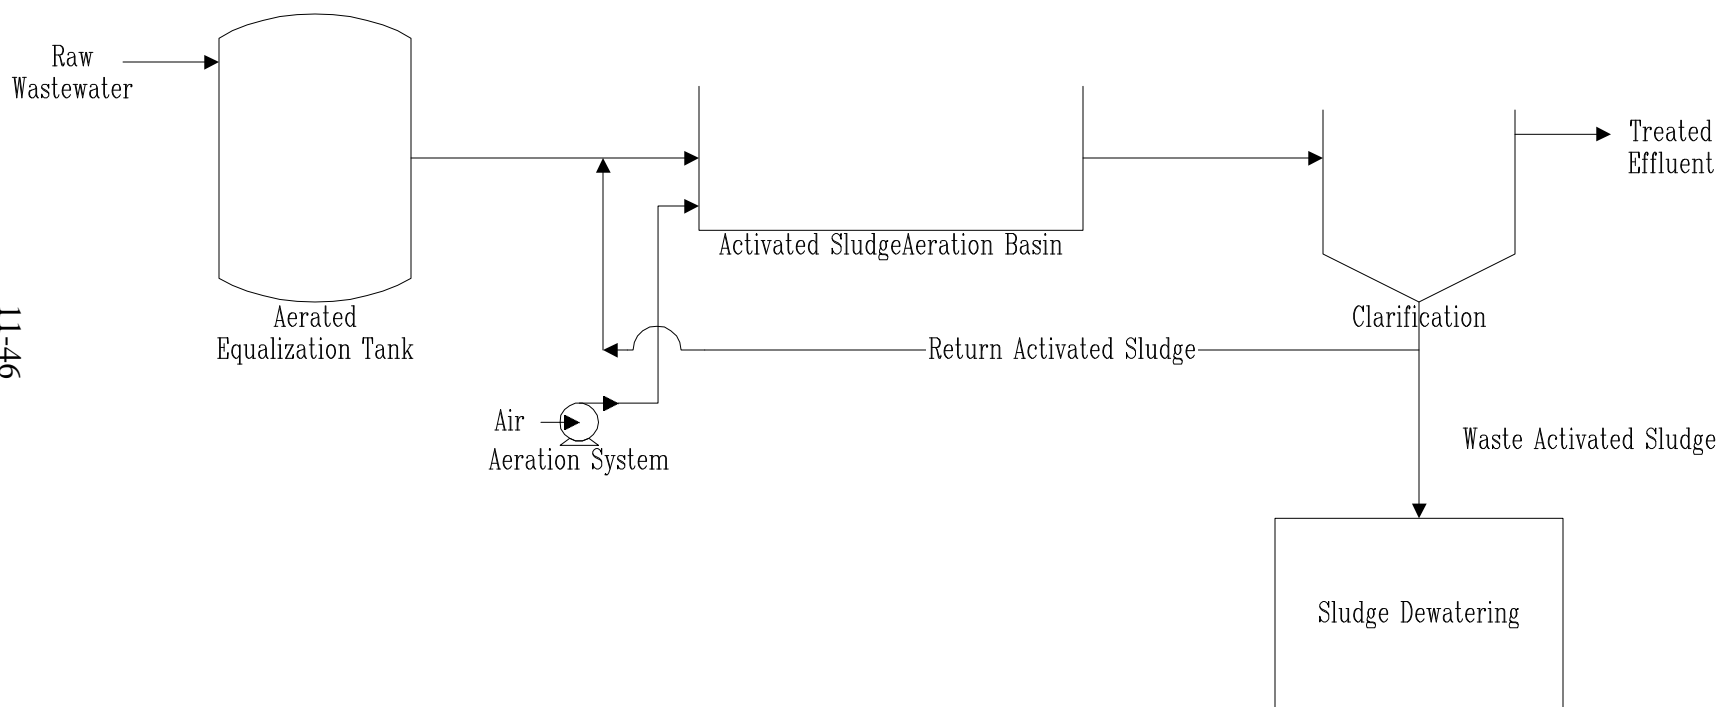 Raw
Wastewater
Treated
Effluent
Activated SludgeAeration Basin
Aerated
Equalization Tank
Clarification
Return Activated Sludge
11-46
Air
Aeration System
Waste Activated Sludge
Sludge Dewatering